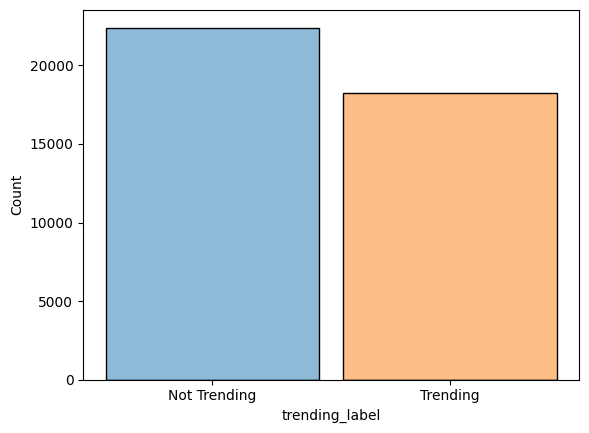 20000
15000
10000
5000
0
Count
Not Trending
Trending
trending_label